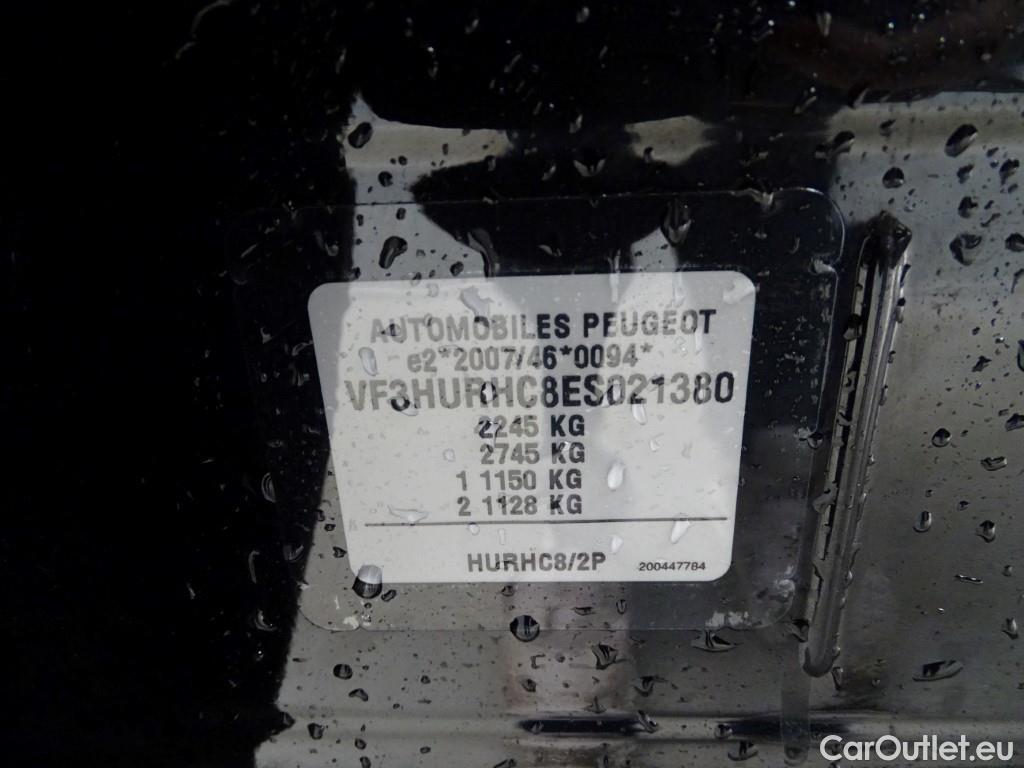 AUTOMOBILES PEUGEOT
e2*2007/46*0094*
VF3HURHC8ES021380
2245 KG
2745 KG
1 1150 KG
2 1128 KG
HURHC8/2P 200447784
CarOutlet.eu